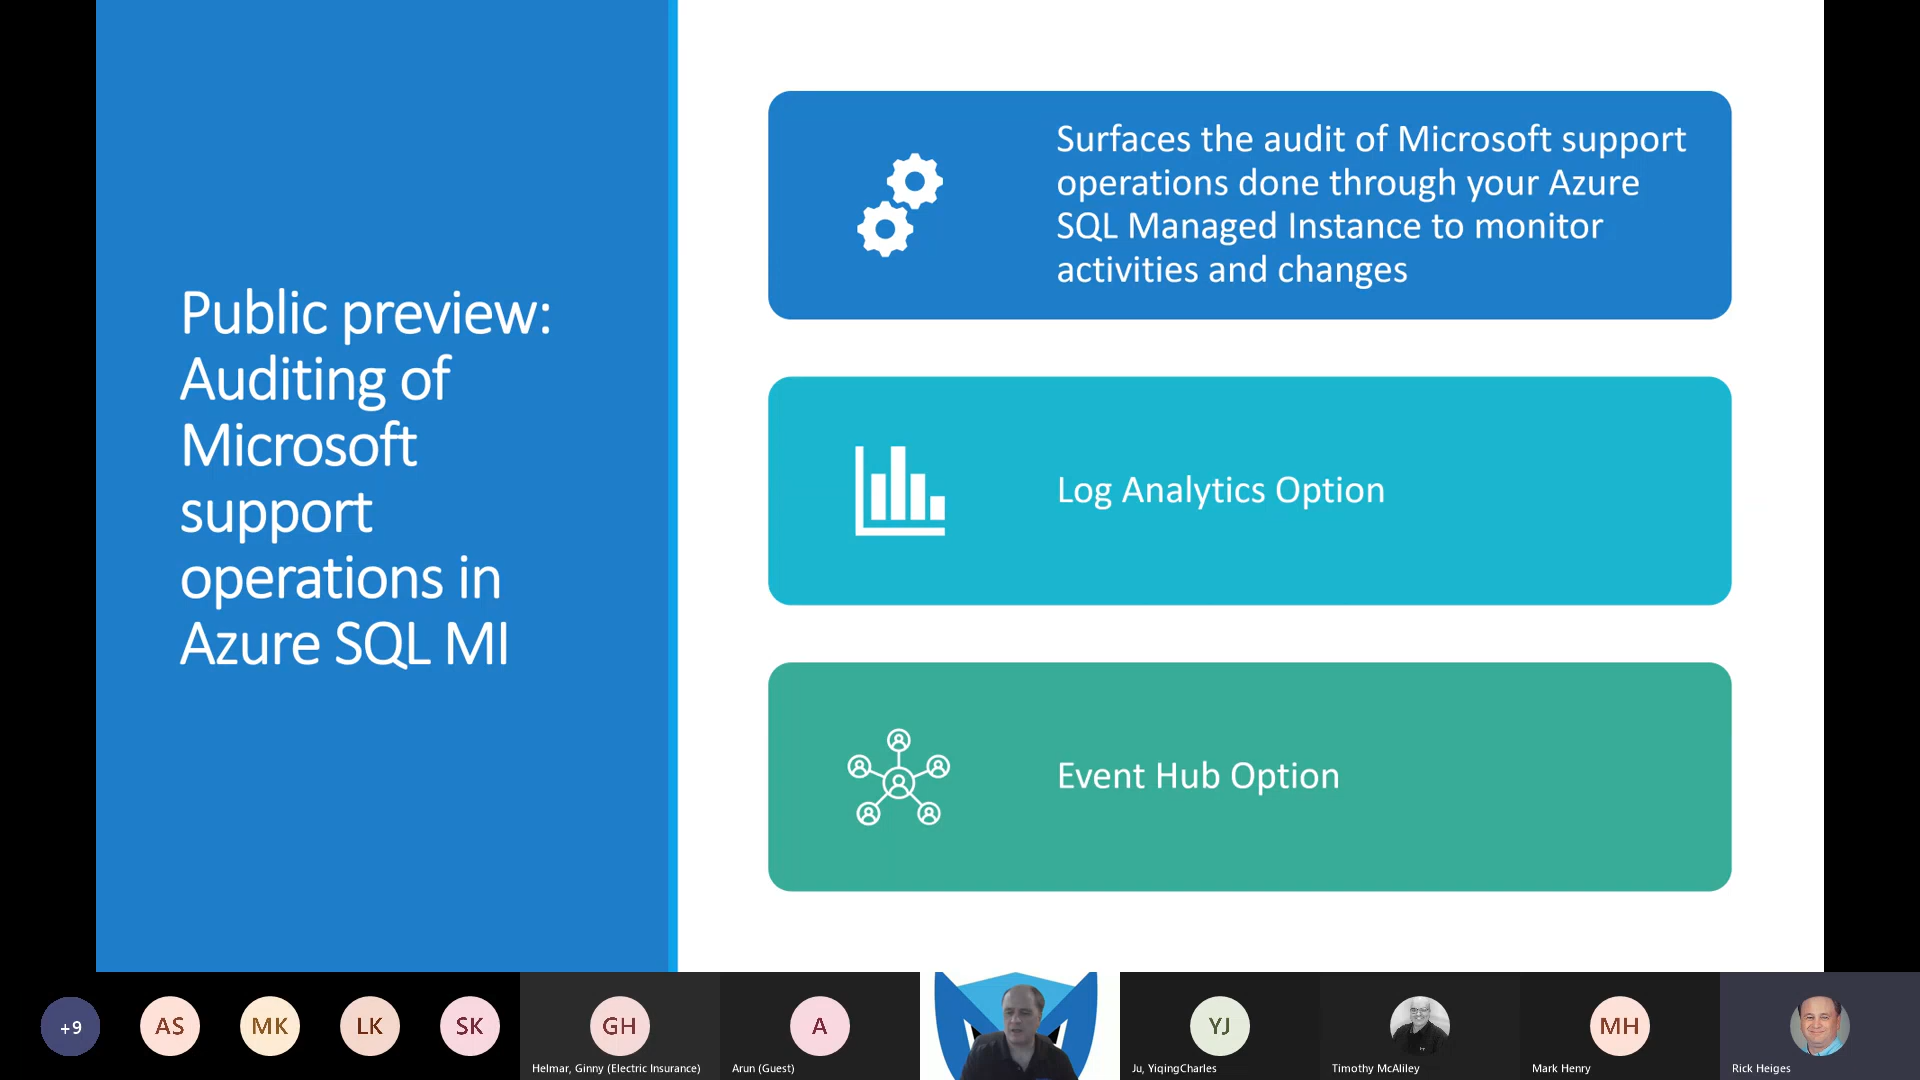 Public preview:
Auditing of
Microsoft
support
operations in
Azure SQL MI
Surfaces the audit of Microsoft support
operations done through your Azure
SQL Managed Instance to monitor
activities and changes
Log Analytics Option
Event Hub Option
+9
AS
MK
LK
SK
GH
Helmar, Ginny (Electric Insurance)
A
Arun (Guest)
YJ
Ju, YiqingCharles
Timothy McAliley
MH
Mark Henry
Rick Heiges